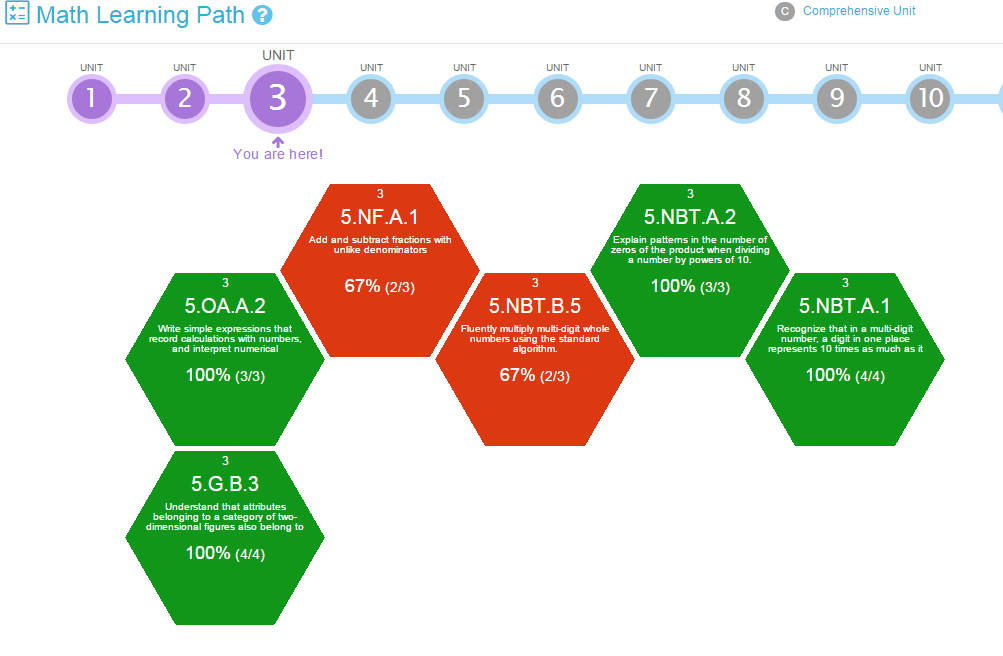 Math Learning Path ?
C Comprehensive Unit
UNIT UNIT UNIT UNIT UNIT UNIT UNIT UNIT UNIT UNIT
1 2 3 4 5 6 7 8 9 10
You are here!
3
5.NF.A.1
Add and subtract fractions with
unlike denominators
67% (2/3)
3
5.NBT.A.2
Explain patterns in the number of
zeros of the product when dividing
a number by powers of 10.
100% (3/3)
3
5.OA.A.2
Write simple expressions that
record calculations with numbers,
and interpret numerical
100% (3/3)
3
5.NBT.B.5
Fluently multiply multi-digit whole
numbers using the standard
algorithm.
67% (2/3)
3
5.NBT.A.1
Recognize that in a multi-digit
number, a digit in one place
represents 10 times as much as it
100% (4/4)
3
5.G.B.3
Understand that attributes
belonging to a category of two-
dimensional figures also belong to
100% (4/4)